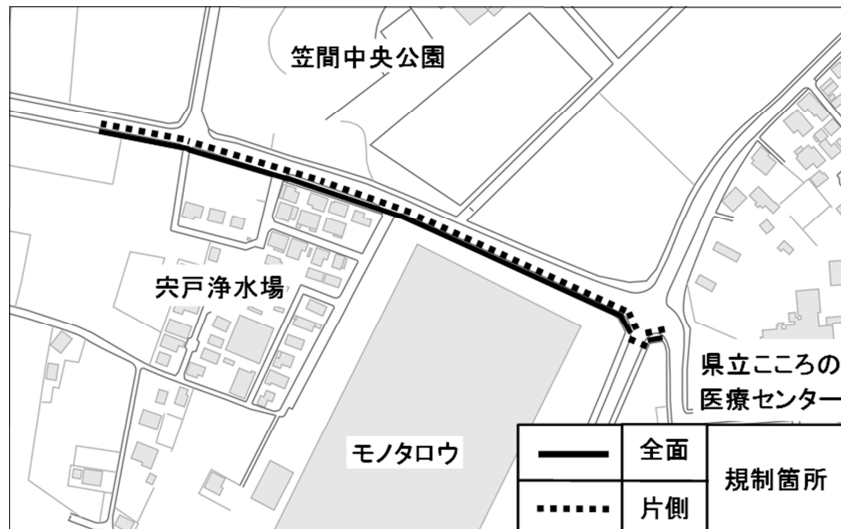 笠間中央公園
宍戸浄水場
県立こころの
医療センター
モノタロウ
全面
片側
規制箇所